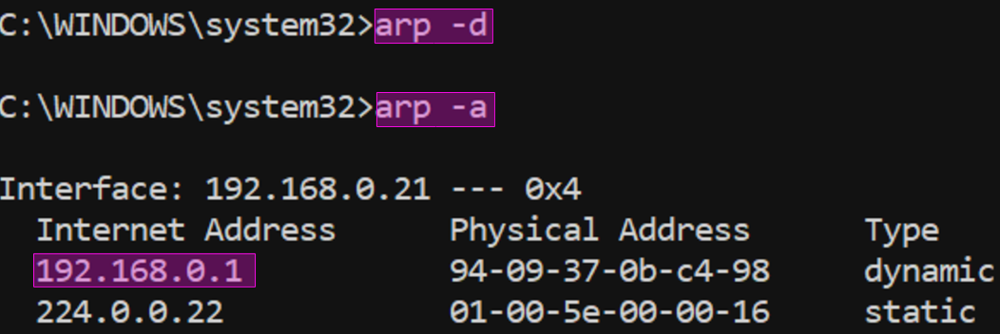 C:\WINDOWS\system32>arp -d
C:\WINDOWS\system32>arp -a
Interface: 192.168.0.21 --- 0x4
Internet Address Physical Address Type
192.168.0.1 94-09-37-0b-c4-98 dynamic
224.0.0.22 01-00-5e-00-00-16 static